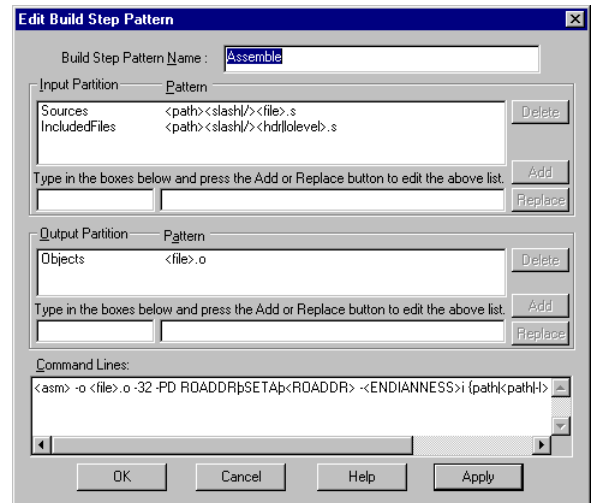 Edit Build Step Pattern
Build Step Pattern Name : Assemble
Input Partition Pattern
Sources <path><slash|/><file>.s
IncludedFiles <path><slash|/><hdr|lolevel>.s
Delete
Type in the boxes below and press the Add or Replace button to edit the above list.
Add
Replace
Output Partition Pattern
Objects <file>.o
Delete
Type in the boxes below and press the Add or Replace button to edit the above list.
Add
Replace
Command Lines:
<asm> -o <file>.o -32 -PD ROADDRþSETAþ<ROADDR> -<ENDIANNESS>i {path|<path|-I>
OK Cancel Help Apply